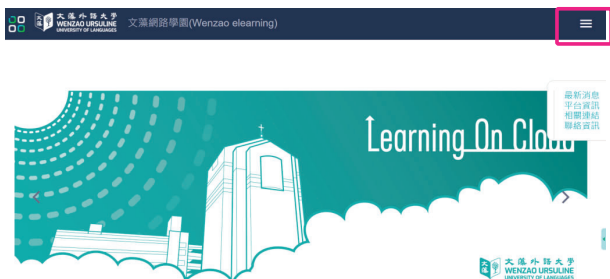 文藻外語大學
WENZAO URSULINE
UNIVERSITY OF LANGUAGES
文藻網路學園(Wenzao elearning)
最新消息
平台資訊
相關連結
聯絡資訊
Learning On Cloud
文藻外語大學
WENZAO URSULINE
UNIVERSITY OF LANGUAGES